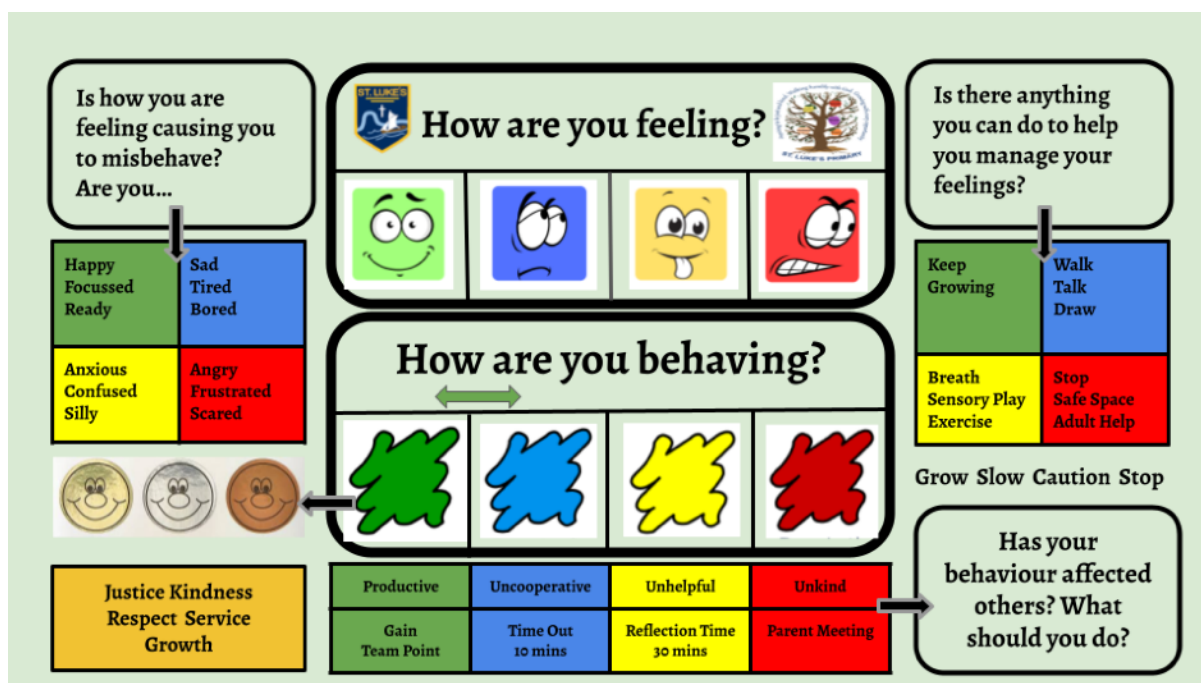 Is how you are
feeling causing you
to misbehave?
Are you...
Happy
Focussed
Ready
Sad
Tired
Bored
Anxious
Confused
Silly
Angry
Frustrated
Scared
Justice Kindness
Respect Service
Growth
ST. LUKE'S
How are you feeling?
ST. LUKE'S PRIMARY
How are you behaving?
Productive
Uncooperative
Unhelpful
Unkind
Gain
Team Point
Time Out
10 mins
Reflection Time
30 mins
Parent Meeting
Is there anything
you can do to help
you manage your
feelings?
Keep
Growing
Walk
Talk
Draw
Breath
Sensory Play
Exercise
Stop
Safe Space
Adult Help
Grow Slow Caution Stop
Has your
behaviour affected
others? What
should you do?